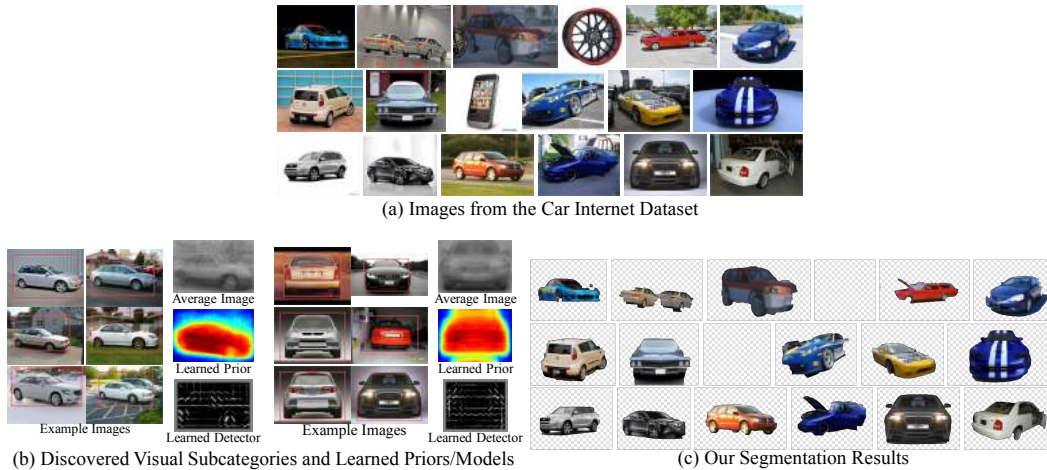 (a) Images from the Car Internet Dataset
Average Image
Average Image
Learned Prior
Learned Prior
Example Images
Learned Detector
Example Images
Learned Detector
(b) Discovered Visual Subcategories and Learned Priors/Models
(c) Our Segmentation Results